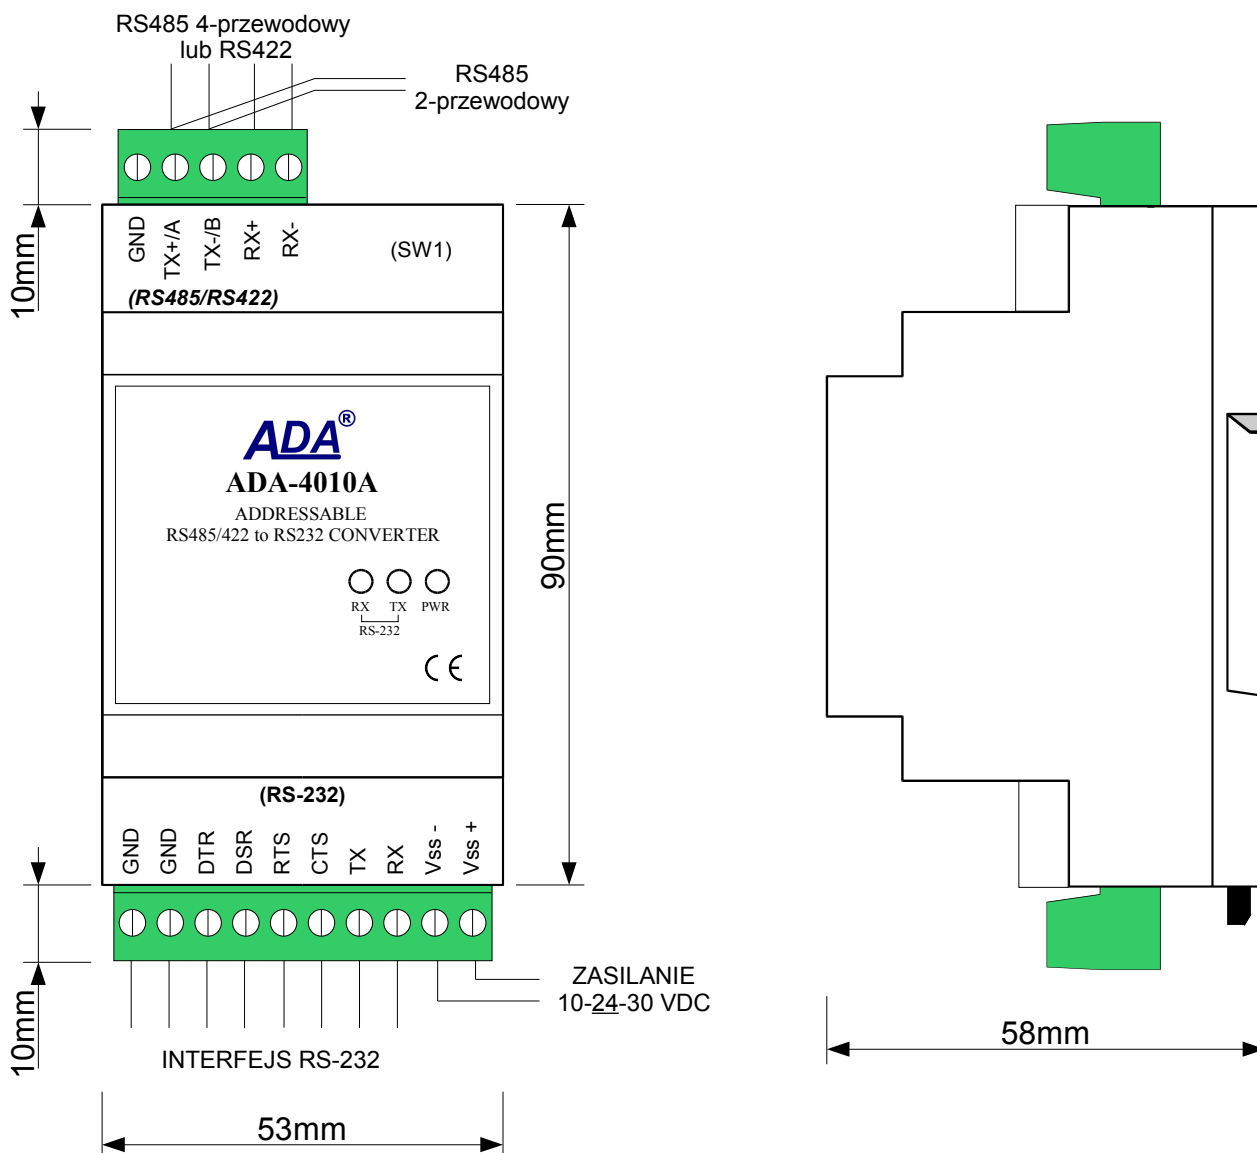 RS485 4-przewodowy
lub RS422
RS485
2-przewodowy
10mm
GND
TX+/A
TX-/B
RX+
RX-
(SW1)
(RS485/RS422)
ADA®
ADA-4010A
ADDRESSABLE
RS485/422 to RS232 CONVERTER
RX TX PWR
RS-232
CE
90mm
(RS-232)
GND
GND
DTR
DSR
RTS
CTS
TX
RX
Vss -
Vss +
10mm
ZASILANIE
10-24-30 VDC
INTERFEJS RS-232
53mm
58mm